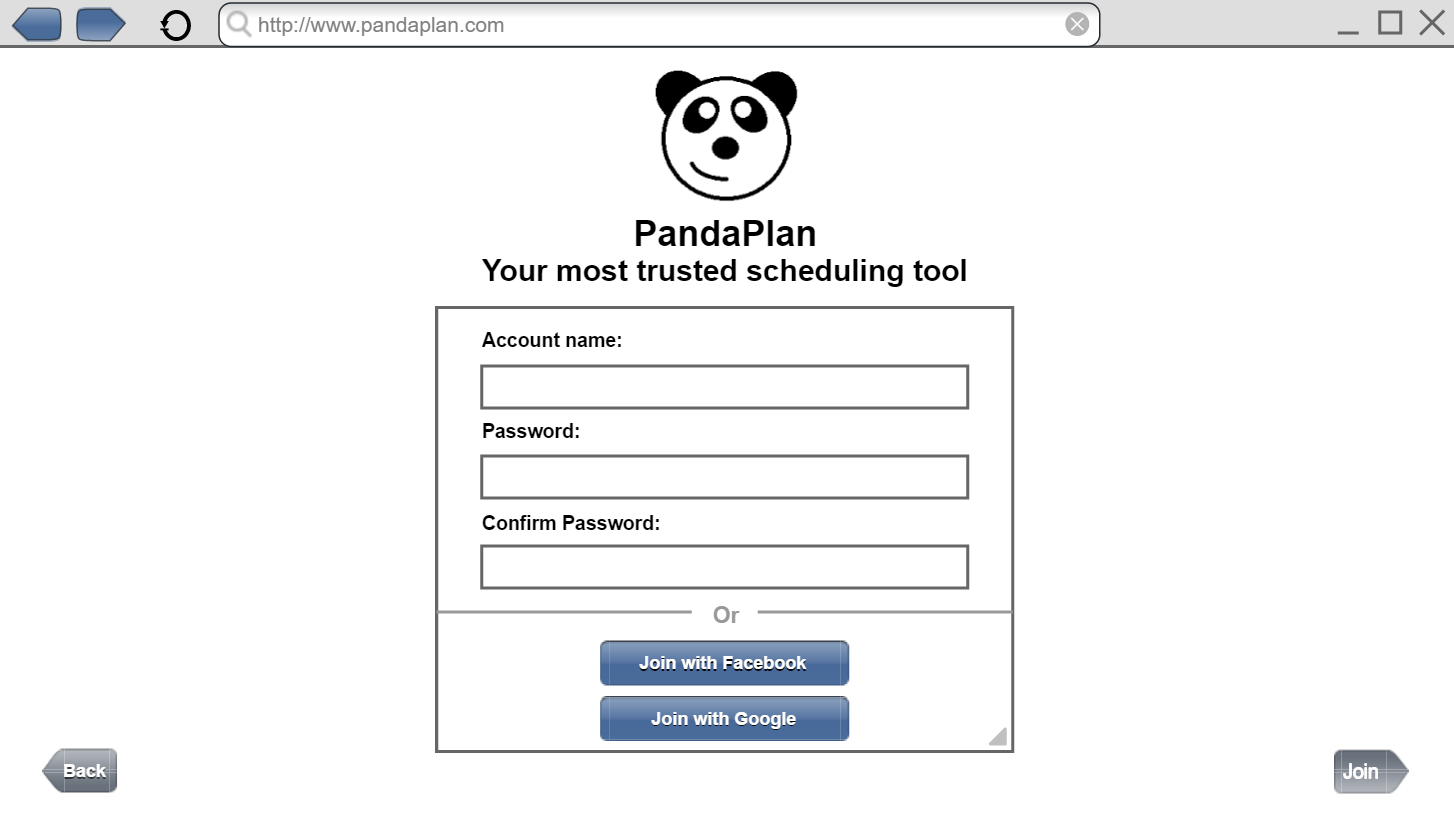 http://www.pandaplan.com
PandaPlan
Your most trusted scheduling tool
Account name:
Password:
Confirm Password:
Or
Join with Facebook
Join with Google
Back
Join